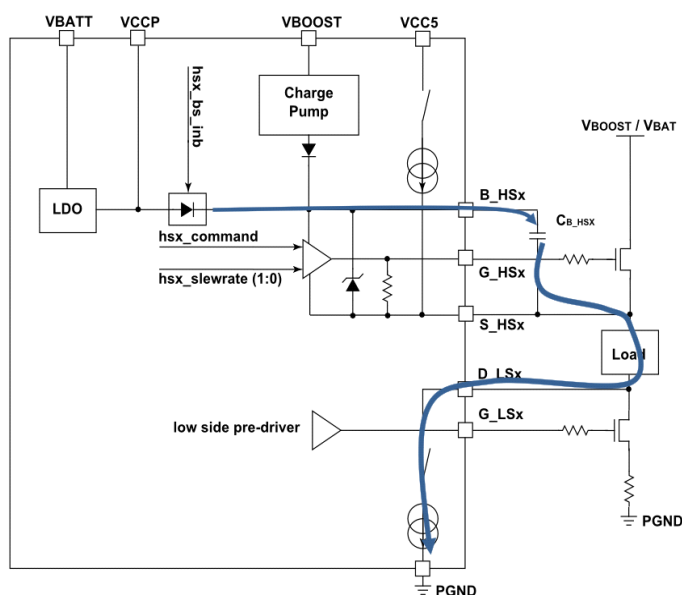 VBATT VCCP VBOOST VCC5
hsx_bs_inb
Charge
Pump
VBOOST / VBAT
LDO
B_HSx
CB_HSX
hsx_command
hsx_slewrate (1:0)
G_HSx
S_HSx
Load
D_LSx
G_LSx
low side pre-driver
PGND
PGND